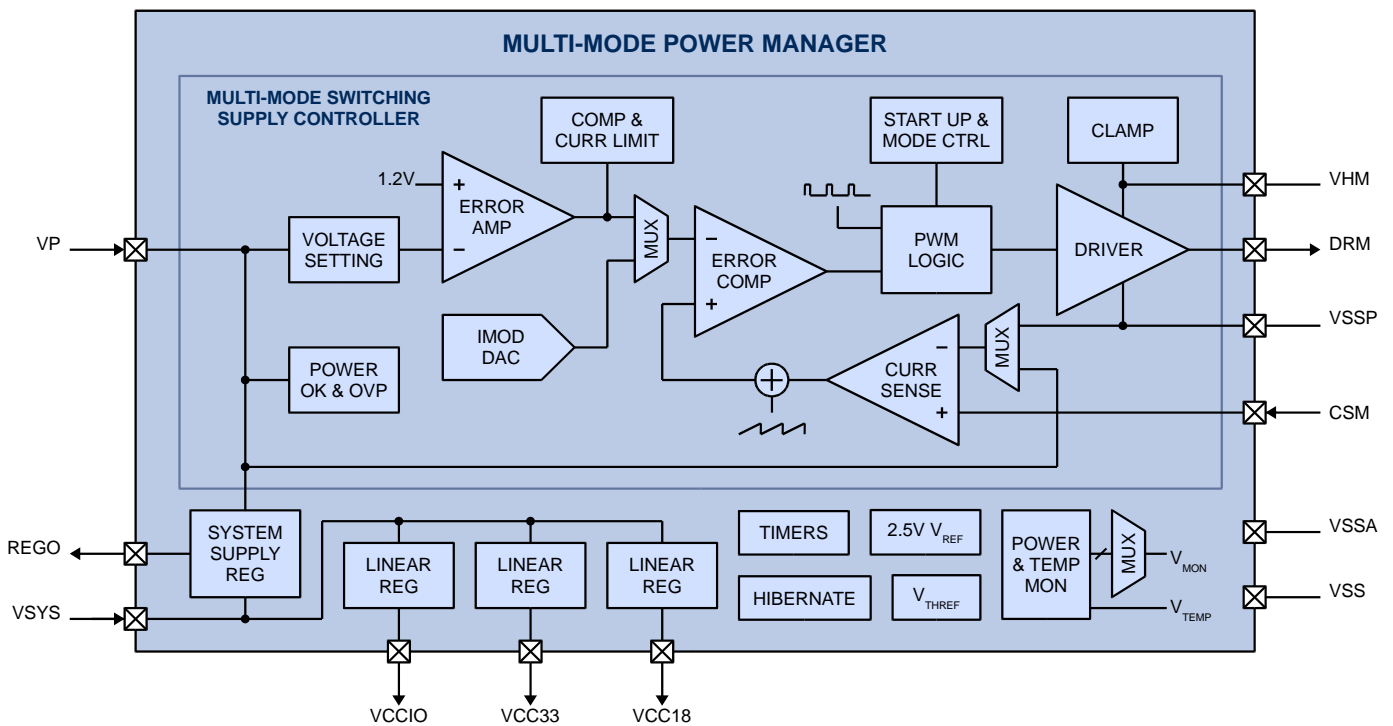 MULTI-MODE POWER MANAGER
MULTI-MODE SWITCHING
SUPPLY CONTROLLER
COMP &
CURR LIMIT
START UP &
MODE CTRL
CLAMP
1.2V
+
ERROR
AMP
−
MUX
VHM
VP
VOLTAGE
SETTING
−
ERROR
COMP
+
PWM
LOGIC
DRIVER
DRM
IMOD
DAC
VSSP
MUX
POWER
OK & OVP
−
CURR
SENSE
+
CSM
REGO
SYSTEM
SUPPLY
REG
VSYS
LINEAR
REG
LINEAR
REG
LINEAR
REG
TIMERS
2.5V VREF
HIBERNATE
VTHREF
POWER
& TEMP
MON
MUX
VMON
VTEMP
VSSA
VSS
VCCIO
VCC33
VCC18